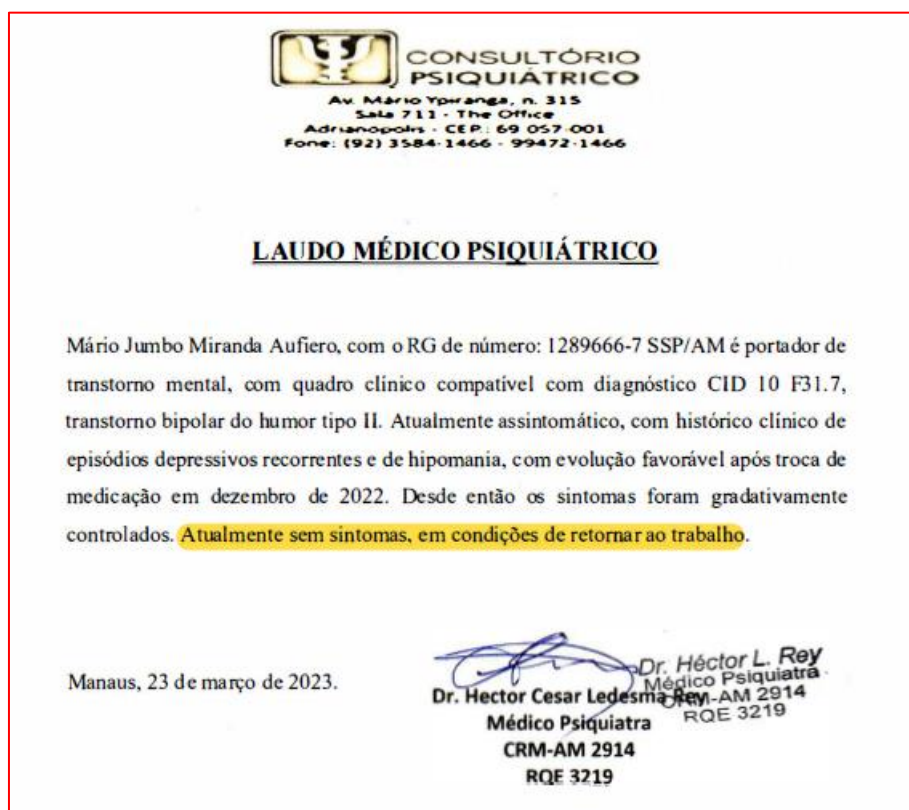 CONSULTÓRIO
PSIQUIÁTRICO
Av. Mário Ypiranga, n. 315
Sala 711 - The Office
Adrianopolis - CEP.: 69 057-001
Fone: (92) 3584-1466 - 99472-1466
LAUDO MÉDICO PSIQUIÁTRICO
Mário Jumbo Miranda Aufiero, com o RG de número: 1289666-7 SSP/AM é portador de
transtorno mental, com quadro clínico compatível com diagnóstico CID 10 F31.7,
transtorno bipolar do humor tipo II. Atualmente assintomático, com histórico clínico de
episódios depressivos recorrentes e de hipomania, com evolução favorável após troca de
medicação em dezembro de 2022. Desde então os sintomas foram gradativamente
controlados. Atualmente sem sintomas, em condições de retornar ao trabalho.
Manaus, 23 de março de 2023.
Dr. Héctor L. Rey
Médico Psiquiatra
CRM-AM 2914
RQE 3219
Dr. Hector Cesar Ledesma Rey
Médico Psiquiatra
CRM-AM 2914
RQE 3219